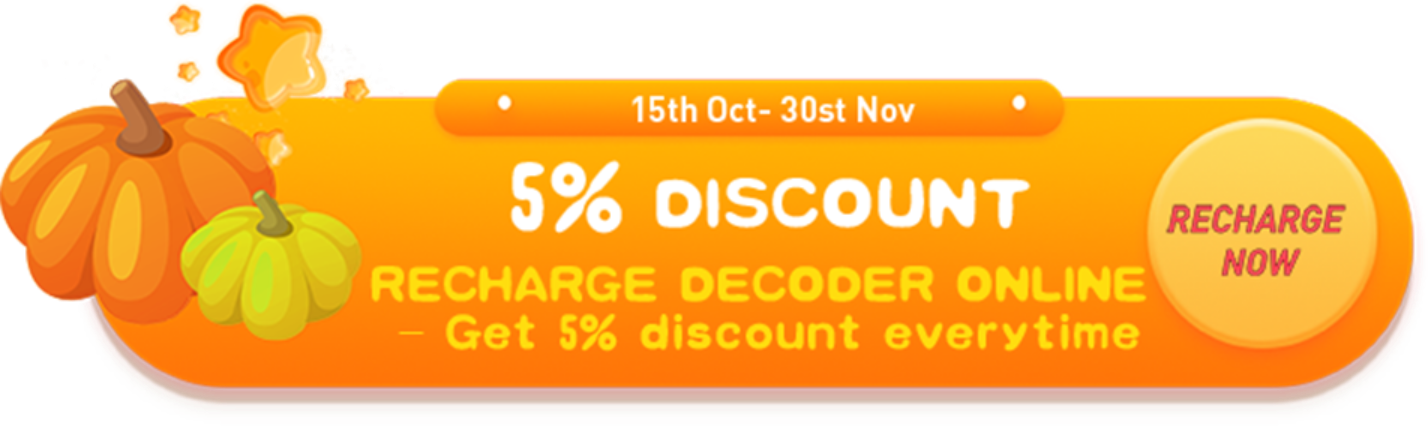 15th Oct- 30st Nov
5% DISCOUNT
RECHARGE DECODER ONLINE
– Get 5% discount everytime
RECHARGE
NOW